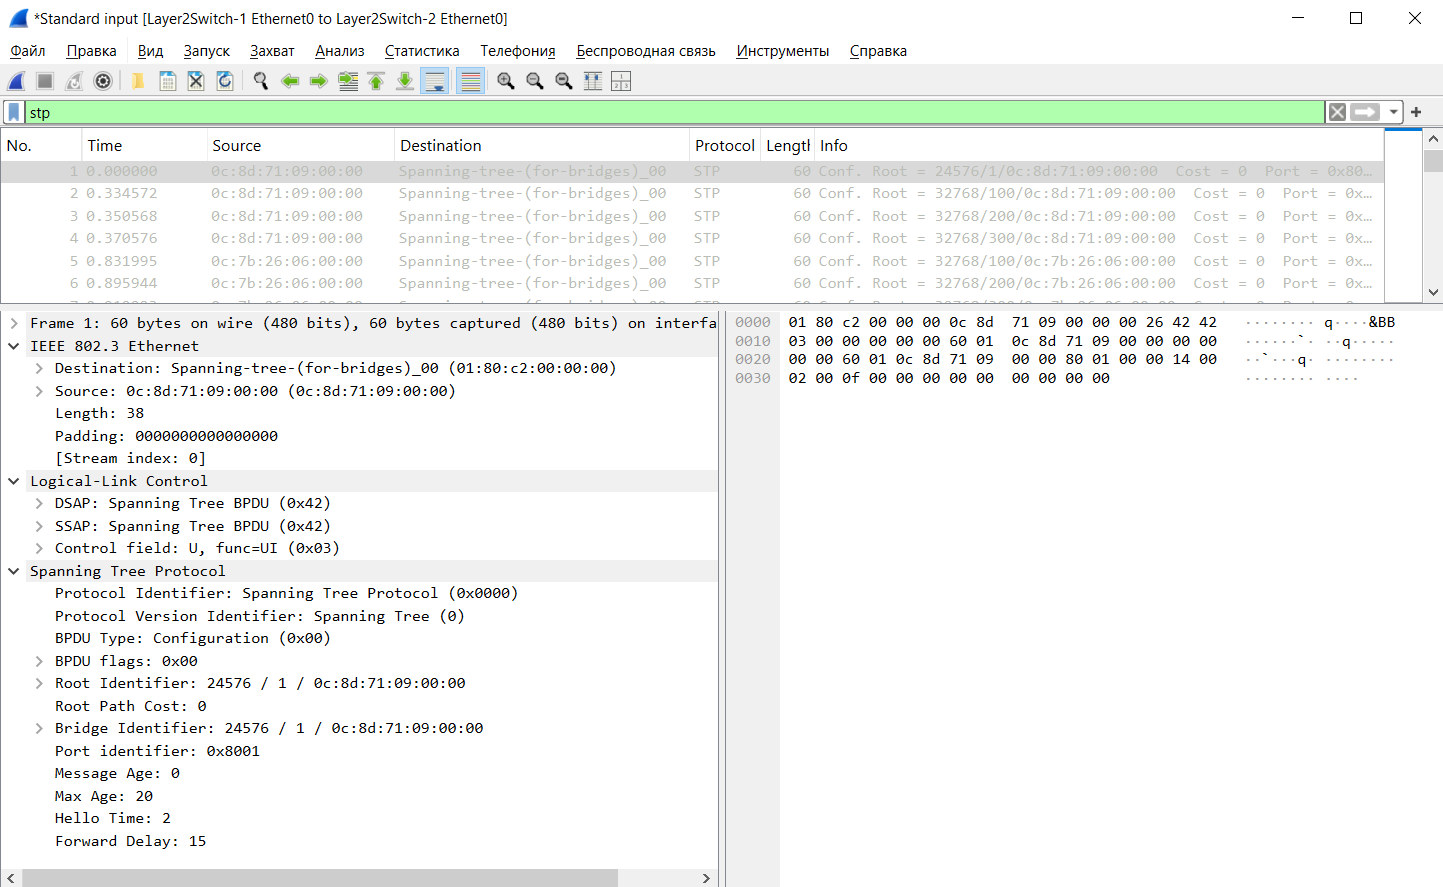 *Standard input [Layer2Switch-1 Ethernet0 to Layer2Switch-2 Ethernet0]
Файл Правка Вид Запуск Захват Анализ Статистика Телефония Беспроводная связь Инструменты Справка
stp
No. Time Source Destination Protocol Length Info
1 0.000000 0c:8d:71:09:00:00 Spanning-tree-(for-bridges)_00 STP 60 Conf. Root = 24576/1/0c:8d:71:09:00:00 Cost = 0 Port = 0x80…
2 0.334572 0c:8d:71:09:00:00 Spanning-tree-(for-bridges)_00 STP 60 Conf. Root = 32768/100/0c:8d:71:09:00:00 Cost = 0 Port = 0x…
3 0.350568 0c:8d:71:09:00:00 Spanning-tree-(for-bridges)_00 STP 60 Conf. Root = 32768/200/0c:8d:71:09:00:00 Cost = 0 Port = 0x…
4 0.370576 0c:8d:71:09:00:00 Spanning-tree-(for-bridges)_00 STP 60 Conf. Root = 32768/300/0c:8d:71:09:00:00 Cost = 0 Port = 0x…
5 0.831995 0c:7b:26:06:00:00 Spanning-tree-(for-bridges)_00 STP 60 Conf. Root = 32768/100/0c:7b:26:06:00:00 Cost = 0 Port = 0x…
6 0.895944 0c:7b:26:06:00:00 Spanning-tree-(for-bridges)_00 STP 60 Conf. Root = 32768/200/0c:7b:26:06:00:00 Cost = 0 Port = 0x…
Frame 1: 60 bytes on wire (480 bits), 60 bytes captured (480 bits) on interfa
IEEE 802.3 Ethernet
Destination: Spanning-tree-(for-bridges)_00 (01:80:c2:00:00:00)
Source: 0c:8d:71:09:00:00 (0c:8d:71:09:00:00)
Length: 38
Padding: 0000000000000000
[Stream index: 0]
Logical-Link Control
DSAP: Spanning Tree BPDU (0x42)
SSAP: Spanning Tree BPDU (0x42)
Control field: U, func=UI (0x03)
Spanning Tree Protocol
Protocol Identifier: Spanning Tree Protocol (0x0000)
Protocol Version Identifier: Spanning Tree (0)
BPDU Type: Configuration (0x00)
BPDU flags: 0x00
Root Identifier: 24576 / 1 / 0c:8d:71:09:00:00
Root Path Cost: 0
Bridge Identifier: 24576 / 1 / 0c:8d:71:09:00:00
Port identifier: 0x8001
Message Age: 0
Max Age: 20
Hello Time: 2
Forward Delay: 15
0000 01 80 c2 00 00 00 0c 8d 71 09 00 00 00 26 42 42 ········ q····&BB
0010 03 00 00 00 00 00 60 01 0c 8d 71 09 00 00 00 00 ······`· ··q·····
0020 00 00 60 01 0c 8d 71 09 00 00 80 01 00 00 14 00 ··`···q· ········
0030 02 00 0f 00 00 00 00 00 00 00 00 00 ········ ····